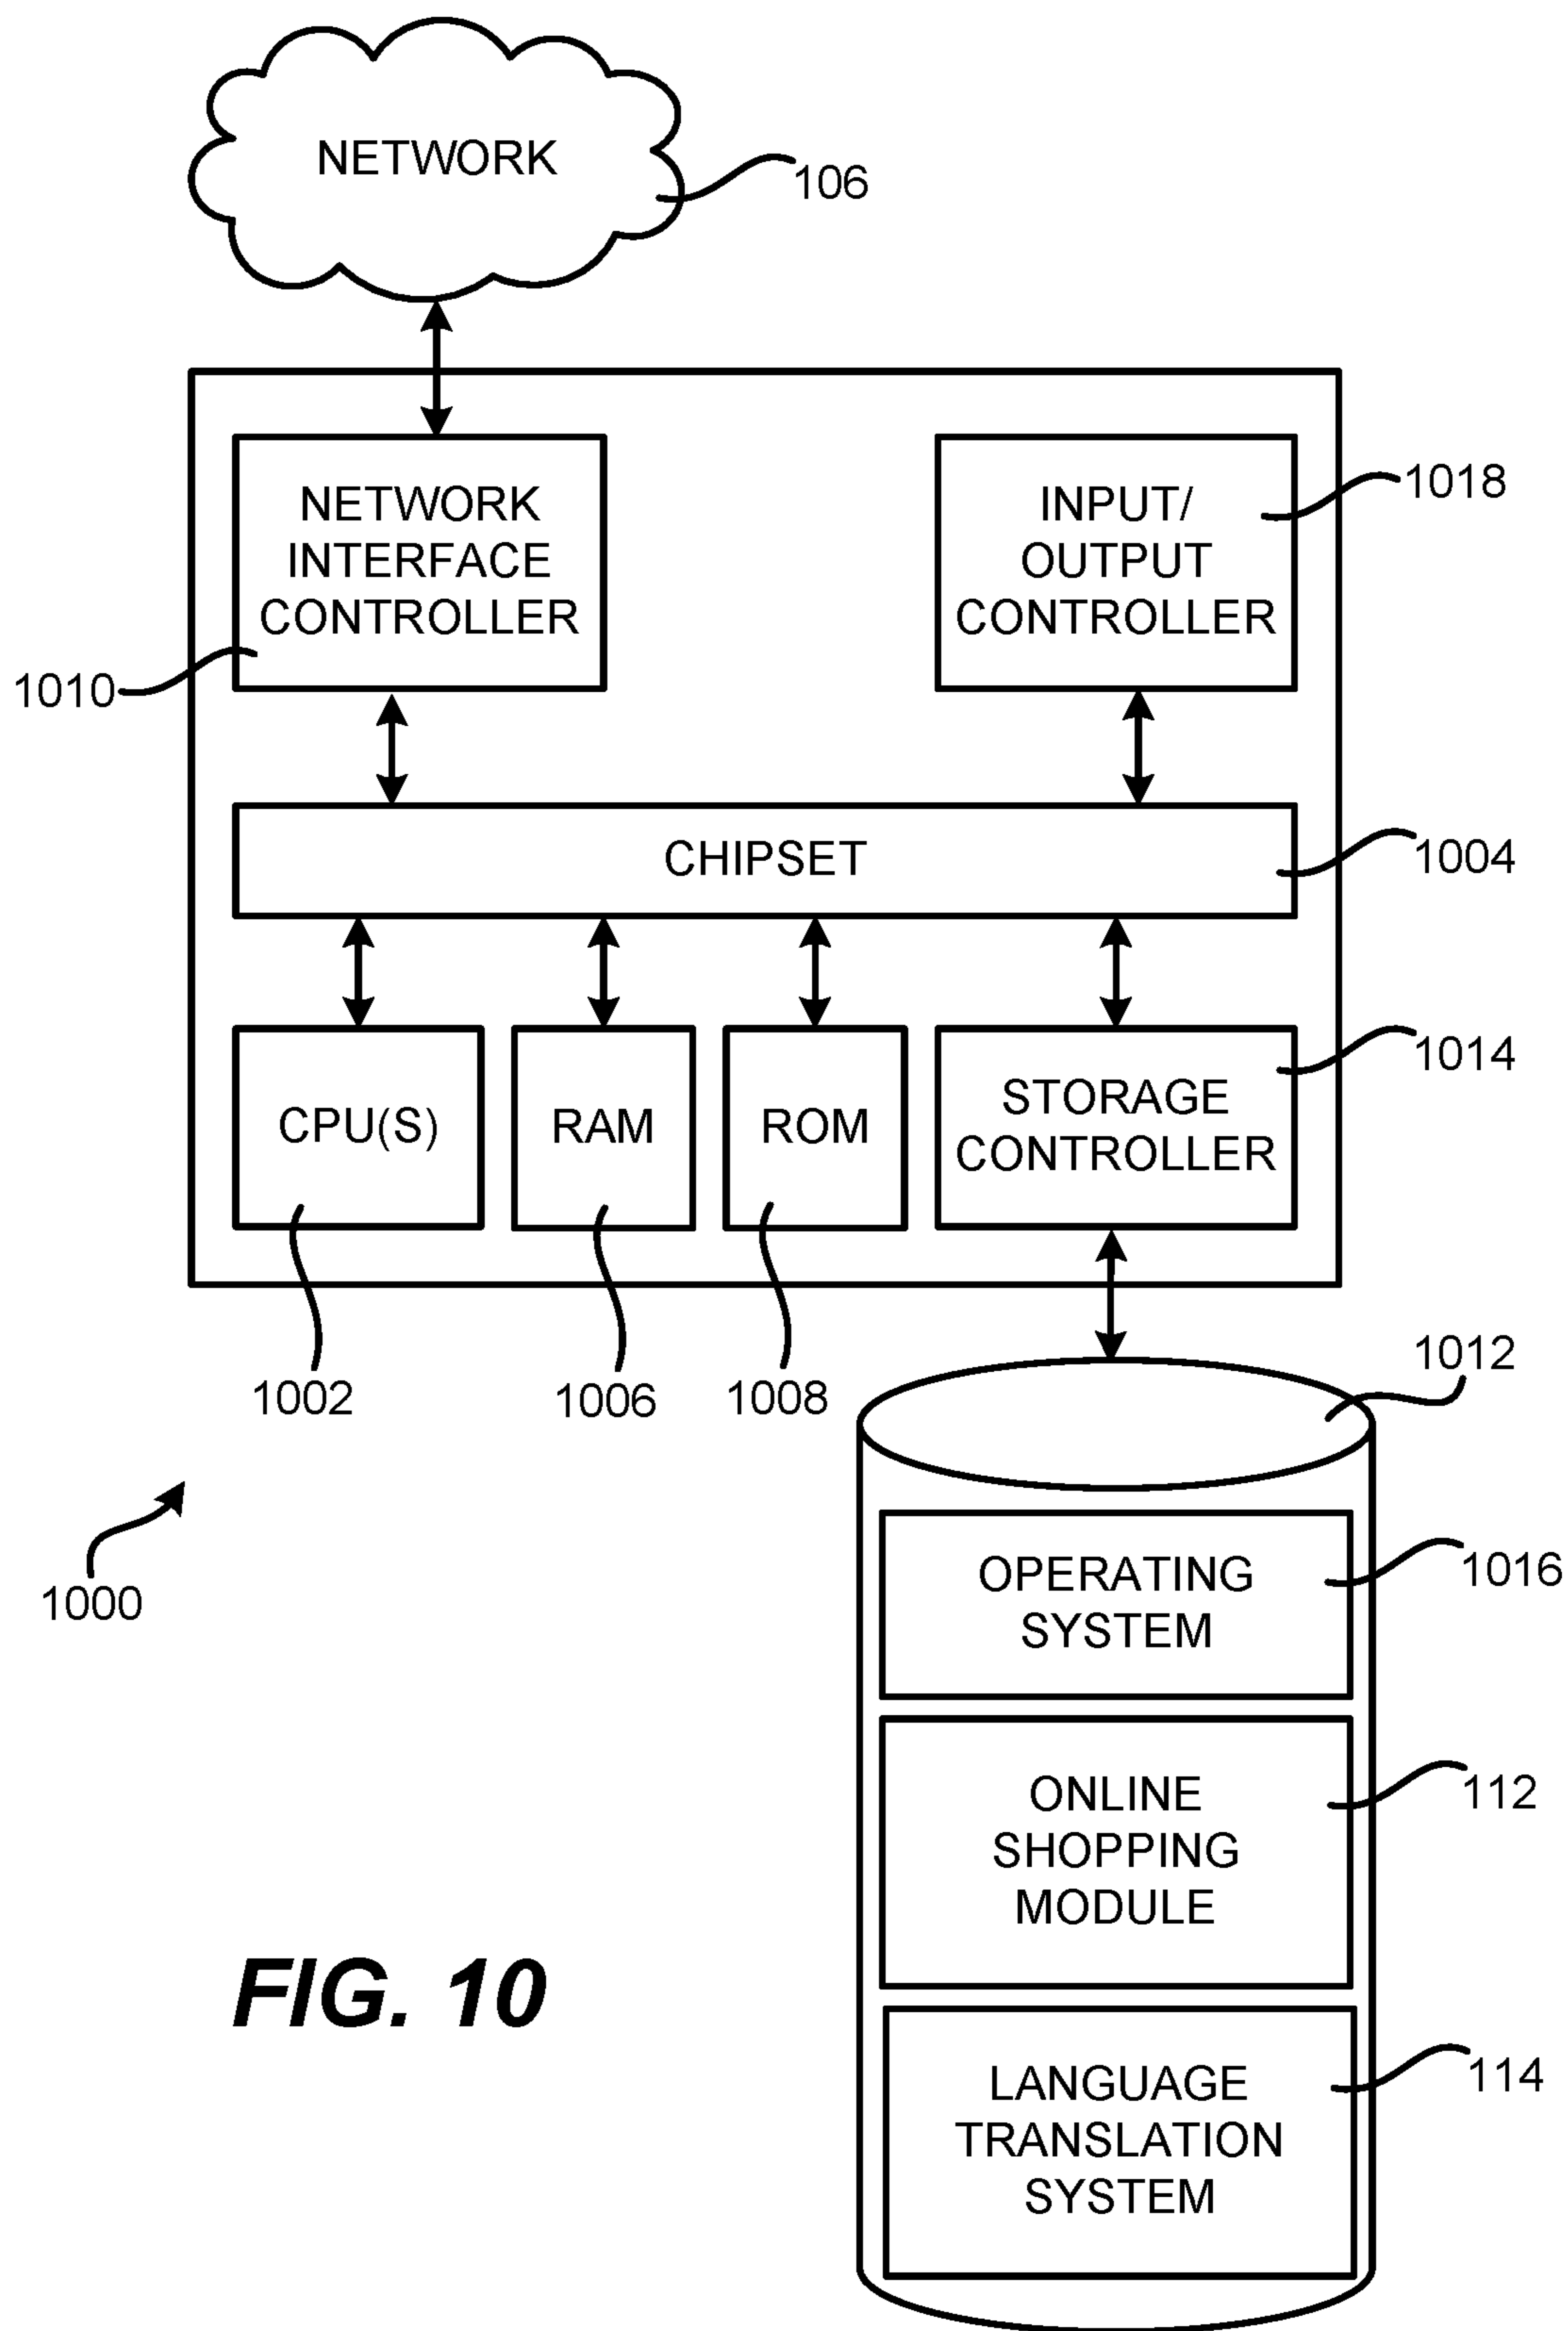 NETWORK
106
NETWORK
INTERFACE
CONTROLLER
1010
INPUT/
OUTPUT
CONTROLLER
1018
CHIPSET
1004
CPU(S)
RAM
ROM
STORAGE
CONTROLLER
1014
1002
1006
1008
1012
1000
OPERATING
SYSTEM
1016
ONLINE
SHOPPING
MODULE
112
LANGUAGE
TRANSLATION
SYSTEM
114
FIG. 10